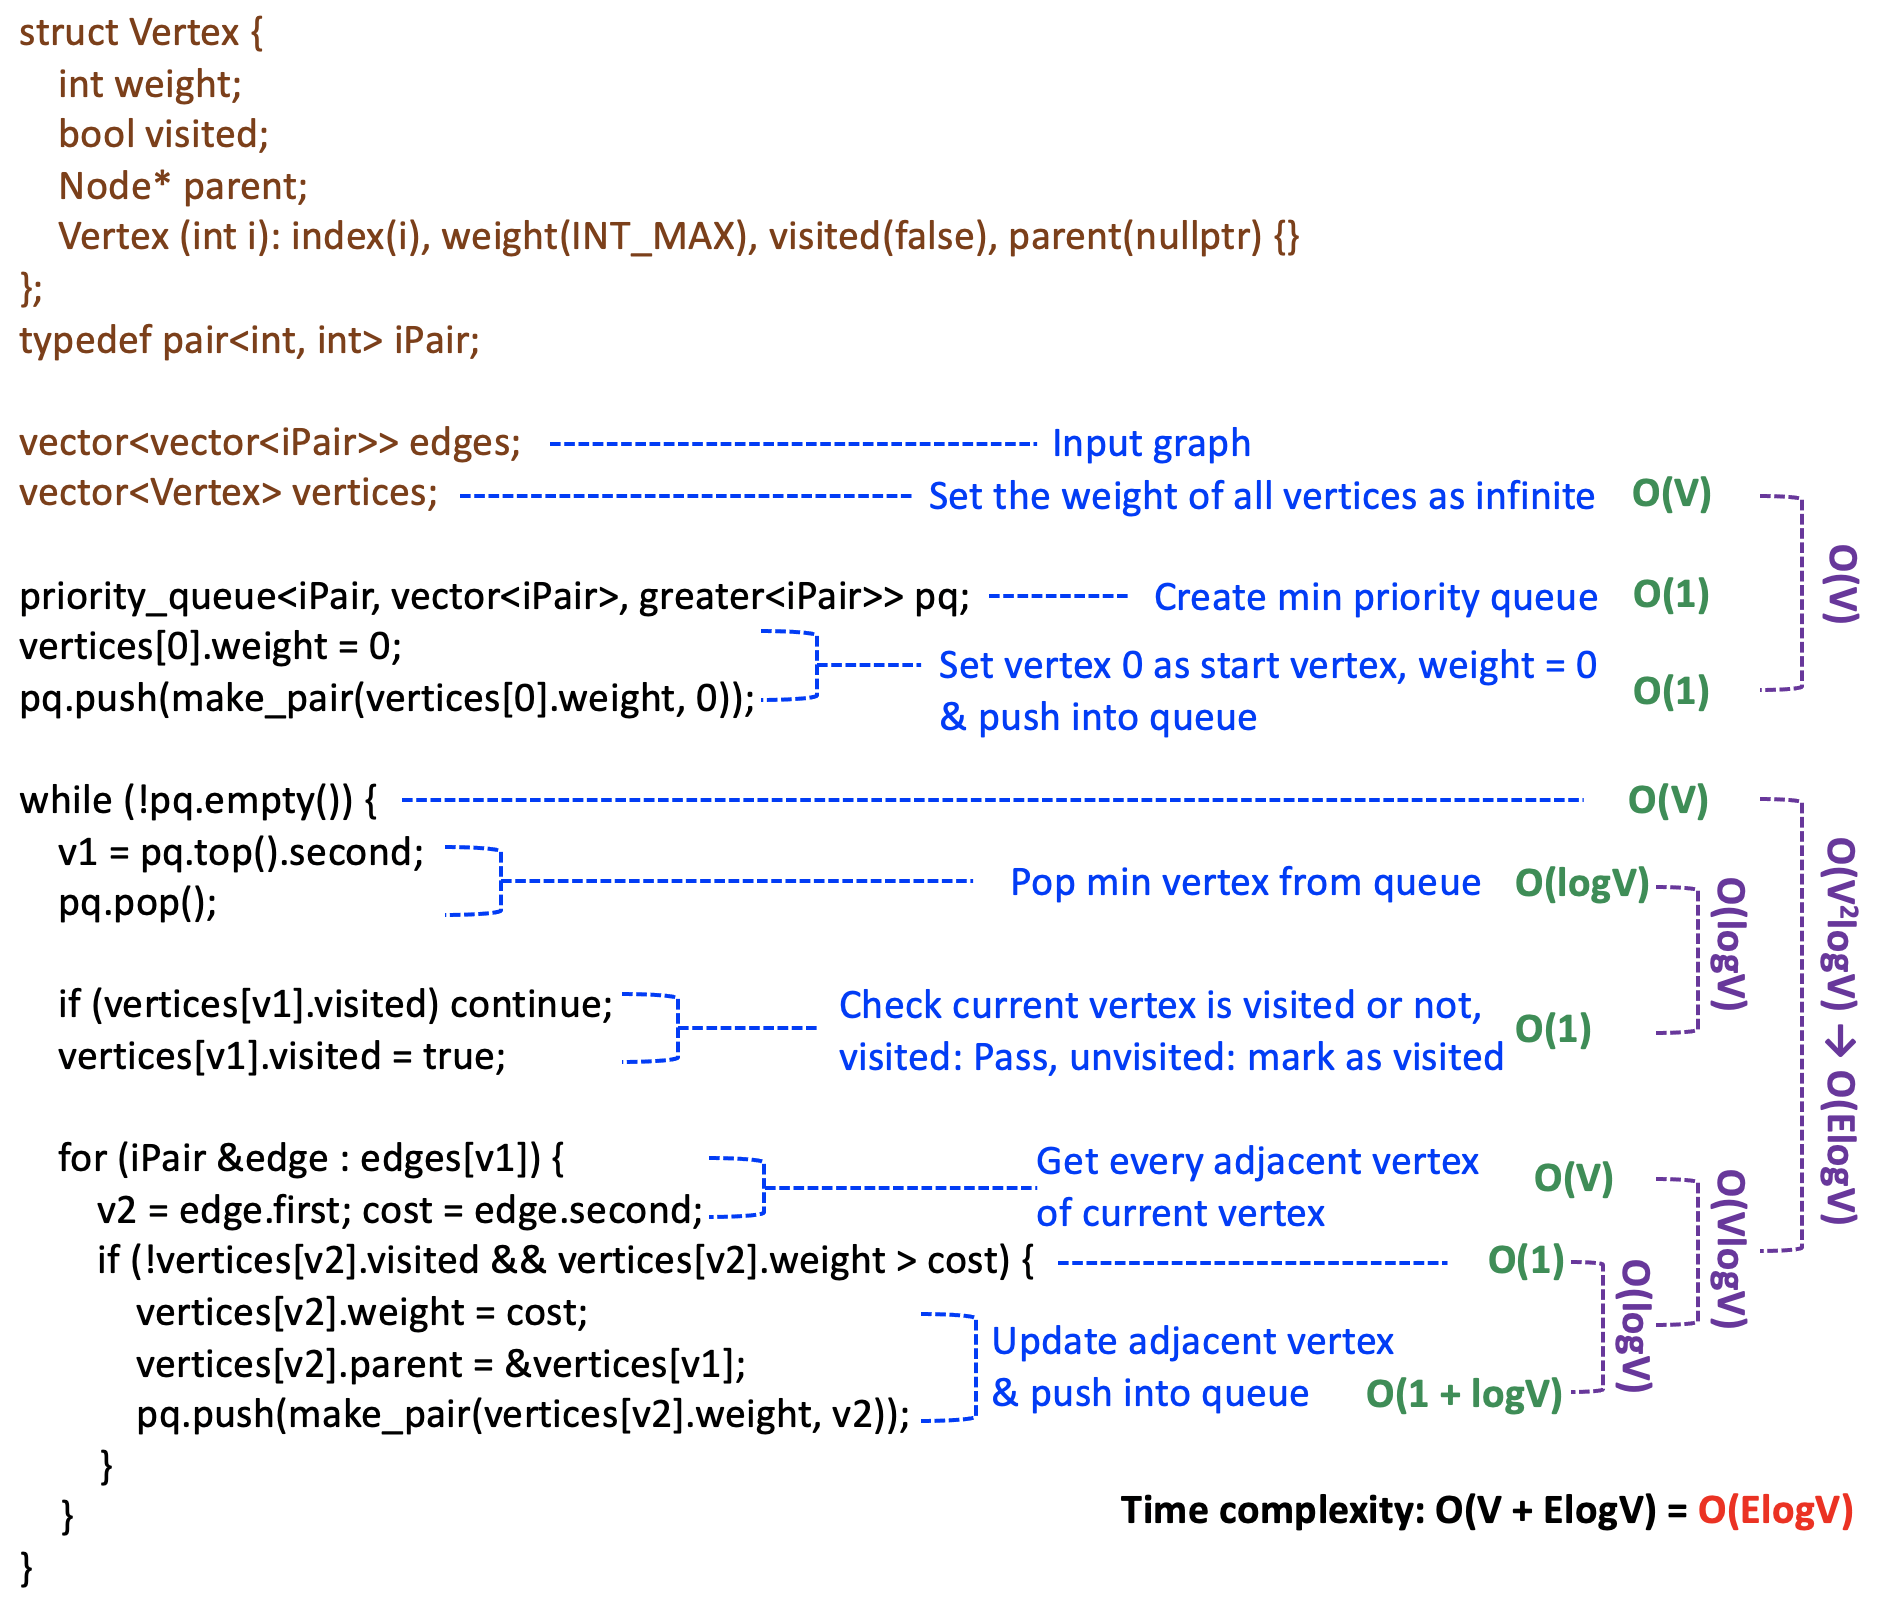 struct Vertex {
int weight;
bool visited;
Node* parent;
Vertex (int i): index(i), weight(INT_MAX), visited(false), parent(nullptr) {}
};
typedef pair<int, int> iPair;
vector<vector<iPair>> edges;
Input graph
vector<Vertex> vertices;
Set the weight of all vertices as infinite
O(V)
priority_queue<iPair, vector<iPair>, greater<iPair>> pq;
Create min priority queue
O(1)
vertices[0].weight = 0;
pq.push(make_pair(vertices[0].weight, 0));
Set vertex 0 as start vertex, weight = 0
& push into queue
O(1)
O(V)
while (!pq.empty()) {
O(V)
v1 = pq.top().second;
pq.pop();
Pop min vertex from queue
O(logV)
if (vertices[v1].visited) continue;
vertices[v1].visited = true;
Check current vertex is visited or not,
visited: Pass, unvisited: mark as visited
O(1)
O(logV)
for (iPair &edge : edges[v1]) {
v2 = edge.first; cost = edge.second;
Get every adjacent vertex
of current vertex
O(V)
if (!vertices[v2].visited && vertices[v2].weight > cost) {
O(1)
vertices[v2].weight = cost;
vertices[v2].parent = &vertices[v1];
pq.push(make_pair(vertices[v2].weight, v2));
Update adjacent vertex
& push into queue
O(1 + logV)
O(logV)
O(VlogV)
O(V²logV) → O(ElogV)
}
}
}
Time complexity: O(V + ElogV) = O(ElogV)